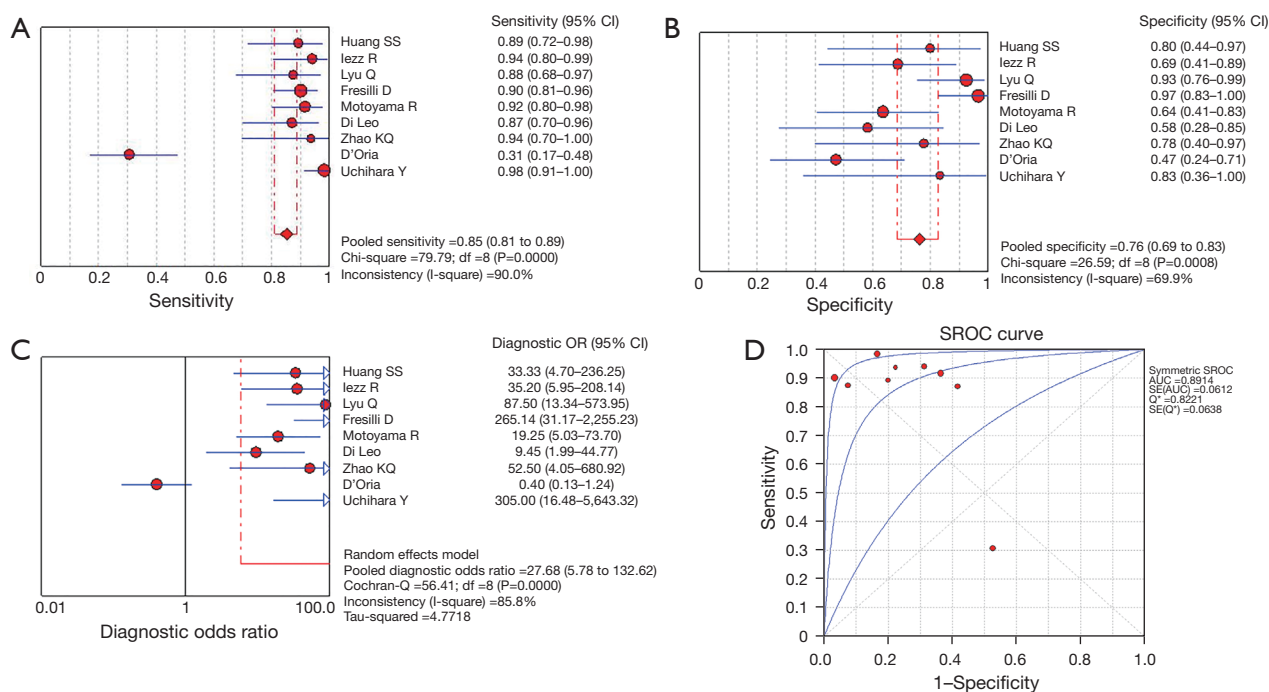 A
Sensitivity (95% CI)
Huang SS 0.89 (0.72–0.98)
Iezz R 0.94 (0.80–0.99)
Lyu Q 0.88 (0.68–0.97)
Fresilli D 0.90 (0.81–0.96)
Motoyama R 0.92 (0.80–0.98)
Di Leo 0.87 (0.70–0.96)
Zhao KQ 0.94 (0.70–1.00)
D’Oria 0.31 (0.17–0.48)
Uchihara Y 0.98 (0.91–1.00)
Pooled sensitivity =0.85 (0.81 to 0.89)
Chi-square =79.79; df =8 (P=0.0000)
Inconsistency (I-square) =90.0%
0 0.2 0.4 0.6 0.8 1
Sensitivity
B
Specificity (95% CI)
Huang SS 0.80 (0.44–0.97)
Iezz R 0.69 (0.41–0.89)
Lyu Q 0.93 (0.76–0.99)
Fresilli D 0.97 (0.83–1.00)
Motoyama R 0.64 (0.41–0.83)
Di Leo 0.58 (0.28–0.85)
Zhao KQ 0.78 (0.40–0.97)
D’Oria 0.47 (0.24–0.71)
Uchihara Y 0.83 (0.36–1.00)
Pooled specificity =0.76 (0.69 to 0.83)
Chi-square =26.59; df =8 (P=0.0008)
Inconsistency (I-square) =69.9%
0 0.2 0.4 0.6 0.8 1
Specificity
C
Diagnostic OR (95% CI)
Huang SS 33.33 (4.70–236.25)
Iezz R 35.20 (5.95–208.14)
Lyu Q 87.50 (13.34–573.95)
Fresilli D 265.14 (31.17–2,255.23)
Motoyama R 19.25 (5.03–73.70)
Di Leo 9.45 (1.99–44.77)
Zhao KQ 52.50 (4.05–680.92)
D’Oria 0.40 (0.13–1.24)
Uchihara Y 305.00 (16.48–5,643.32)
Random effects model
Pooled diagnostic odds ratio =27.68 (5.78 to 132.62)
Cochran-Q =56.41; df =8 (P=0.0000)
Inconsistency (I-square) =85.8%
Tau-squared =4.7718
0.01 1 100.0
Diagnostic odds ratio
D
SROC curve
Sensitivity
1.0
0.9
0.8
0.7
0.6
0.5
0.4
0.3
0.2
0.1
0
0.0 0.2 0.4 0.6 0.8 1.0
1–Specificity
Symmetric SROC
AUC =0.8914
SE(AUC) =0.0612
Q* =0.8221
SE(Q*) =0.0638